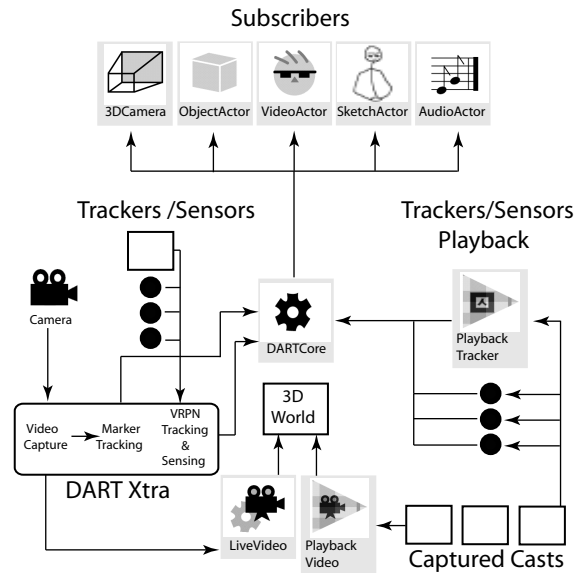 Subscribers
3DCamera
ObjectActor
VideoActor
SketchActor
AudioActor
Trackers /Sensors
Trackers/Sensors
Playback
Camera
DARTCore
Playback
Tracker
Video
Capture
Marker
Tracking
VRPN
Tracking
&
Sensing
3D
World
DART Xtra
LiveVideo
Playback
Video
Captured Casts